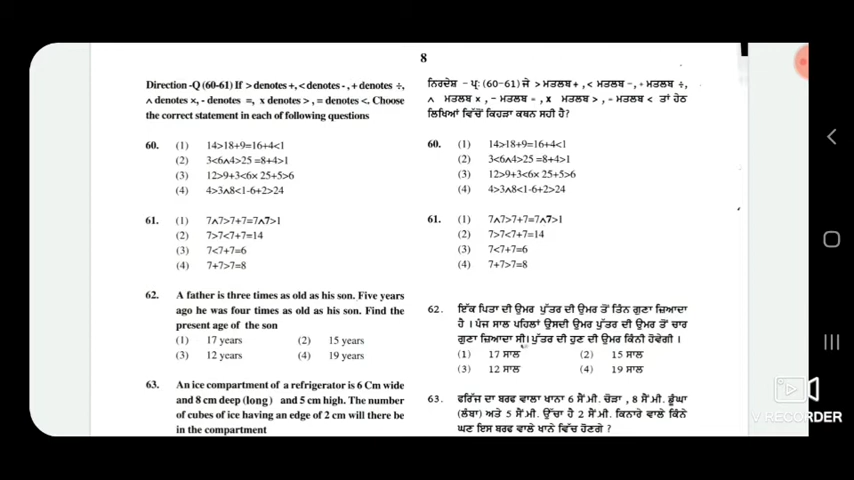 8
Direction -Q (60-61) If > denotes +, < denotes - , + denotes ÷,
∧ denotes ×, - denotes =, x denotes > , = denotes <. Choose
the correct statement in each of following questions
60. (1) 14>18+9=16+4<1
(2) 3<6∧4>25 =8+4>1
(3) 12>9+3<6× 25+5>6
(4) 4>3∧8<1-6+2>24
61. (1) 7∧7>7+7=7∧7>1
(2) 7>7<7+7=14
(3) 7<7+7=6
(4) 7+7>7=8
62. A father is three times as old as his son. Five years
ago he was four times as old as his son. Find the
present age of the son
(1) 17 years (2) 15 years
(3) 12 years (4) 19 years
63. An ice compartment of a refrigerator is 6 Cm wide
and 8 cm deep (long) and 5 cm high. The number
of cubes of ice having an edge of 2 cm will there be
in the compartment
ਨਿਰਦੇਸ਼ - ਪ੍ਰ: (60-61) ਜੇ > ਮਤਲਬ + , < ਮਤਲਬ - , + ਮਤਲਬ ÷,
∧ ਮਤਲਬ × , - ਮਤਲਬ = , X ਮਤਲਬ > , = ਮਤਲਬ < ਤਾਂ ਹੇਠ
ਲਿਖਿਆਂ ਵਿੱਚੋਂ ਕਿਹੜਾ ਕਥਨ ਸਹੀ ਹੈ?
60. (1) 14>18+9=16+4<1
(2) 3<6∧4>25 =8+4>1
(3) 12>9+3<6× 25+5>6
(4) 4>3∧8<1-6+2>24
61. (1) 7∧7>7+7=7∧7>1
(2) 7>7<7+7=14
(3) 7<7+7=6
(4) 7+7>7=8
62. ਇੱਕ ਪਿਤਾ ਦੀ ਉਮਰ ਪੁੱਤਰ ਦੀ ਉਮਰ ਤੋਂ ਤਿੰਨ ਗੁਣਾ ਜ਼ਿਆਦਾ
ਹੈ । ਪੰਜ ਸਾਲ ਪਹਿਲਾਂ ਉਸਦੀ ਉਮਰ ਪੁੱਤਰ ਦੀ ਉਮਰ ਤੋਂ ਚਾਰ
ਗੁਣਾ ਜ਼ਿਆਦਾ ਸੀ। ਪੁੱਤਰ ਦੀ ਹੁਣ ਦੀ ਉਮਰ ਕਿੰਨੀ ਹੋਵੇਗੀ ।
(1) 17 ਸਾਲ (2) 15 ਸਾਲ
(3) 12 ਸਾਲ (4) 19 ਸਾਲ
63. ਫਰਿੱਜ ਦਾ ਬਰਫ ਵਾਲਾ ਖਾਨਾ 6 ਸੈਂ ਮੀ. ਚੌੜਾ , 8 ਸੈਂ ਮੀ. ਡੂੰਘਾ
(ਲੰਬਾ) ਅਤੇ 5 ਸੈਂ ਮੀ. ਉੱਚਾ ਹੈ 2 ਸੈਂ ਮੀ. ਕਿਨਾਰੇ ਵਾਲੇ ਕਿੰਨੇ
ਘਣ ਇਸ ਬਰਫ ਵਾਲੇ ਖਾਨੇ ਵਿੱਚ ਹੋਣਗੇ ?
V RECORDER